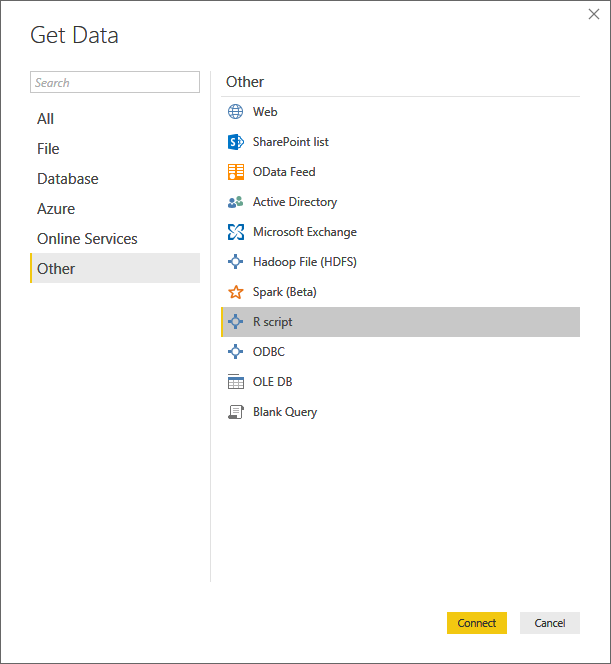 Get Data
Search
All
File
Database
Azure
Online Services
Other
Other
Web
SharePoint list
OData Feed
Active Directory
Microsoft Exchange
Hadoop File (HDFS)
Spark (Beta)
R script
ODBC
OLE DB
Blank Query
Connect
Cancel